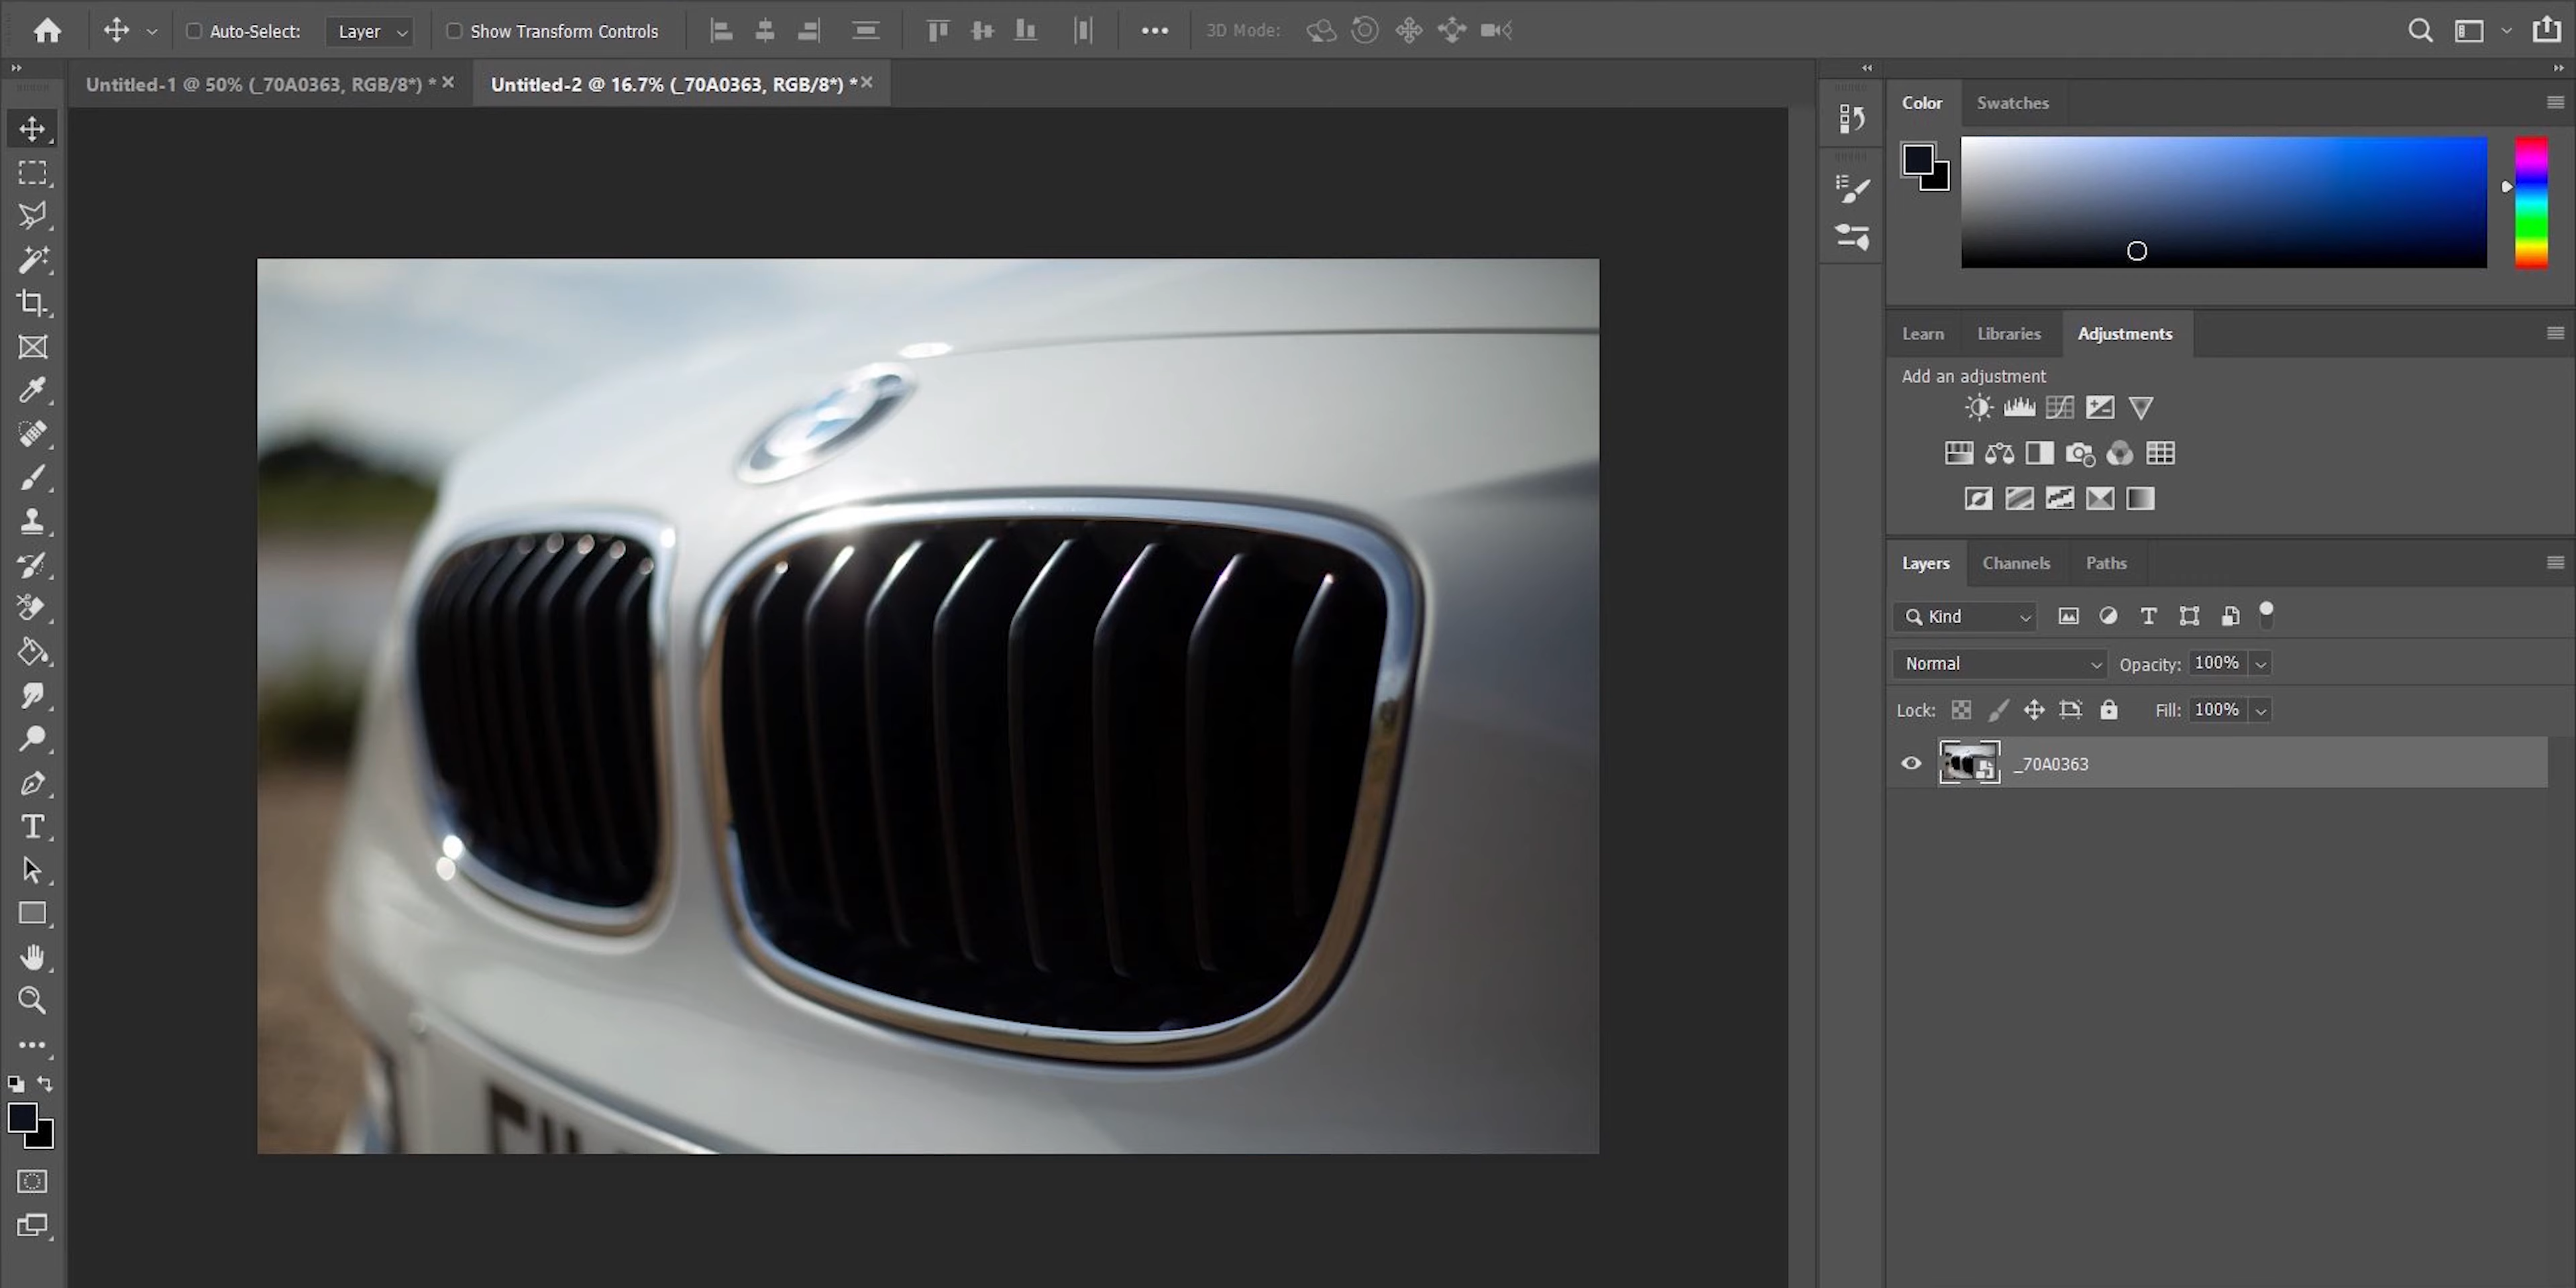 Auto-Select:
Layer
Show Transform Controls
3D Mode:
Untitled-1 @ 50% (_70A0363, RGB/8*) *
Untitled-2 @ 16.7% (_70A0363, RGB/8*) *
Color
Swatches
Learn
Libraries
Adjustments
Add an adjustment
Layers
Channels
Paths
Kind
Normal
Opacity: 100%
Lock:
Fill: 100%
_70A0363